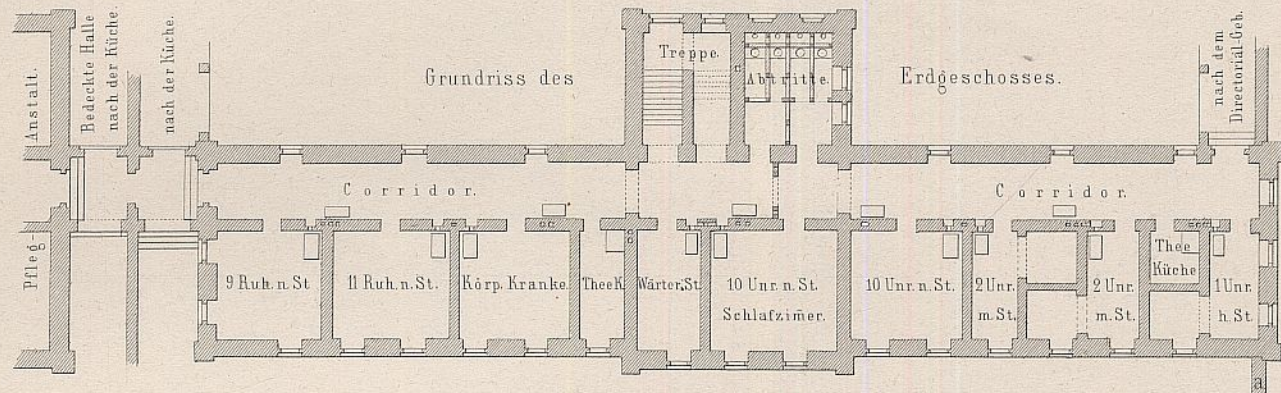 Anstalt.
Bedeckte Halle
nach der Küche.
nach der Küche.
Grundriss des
Treppe.
Abtritte.
Erdgeschosses.
nach dem
Directorial-Geb.
Corridor.
Corridor.
Pfleg-
9 Ruh. n. St
11 Ruh. n. St.
Körp. Kranke.
TheeK.
Wärter. St.
10 Unr. n. St.
Schlafzim̃er.
10 Unr. n. St.
2 Unr.
m. St.
2 Unr.
m. St.
Thee
Küche
1 Unr.
h. St.
a